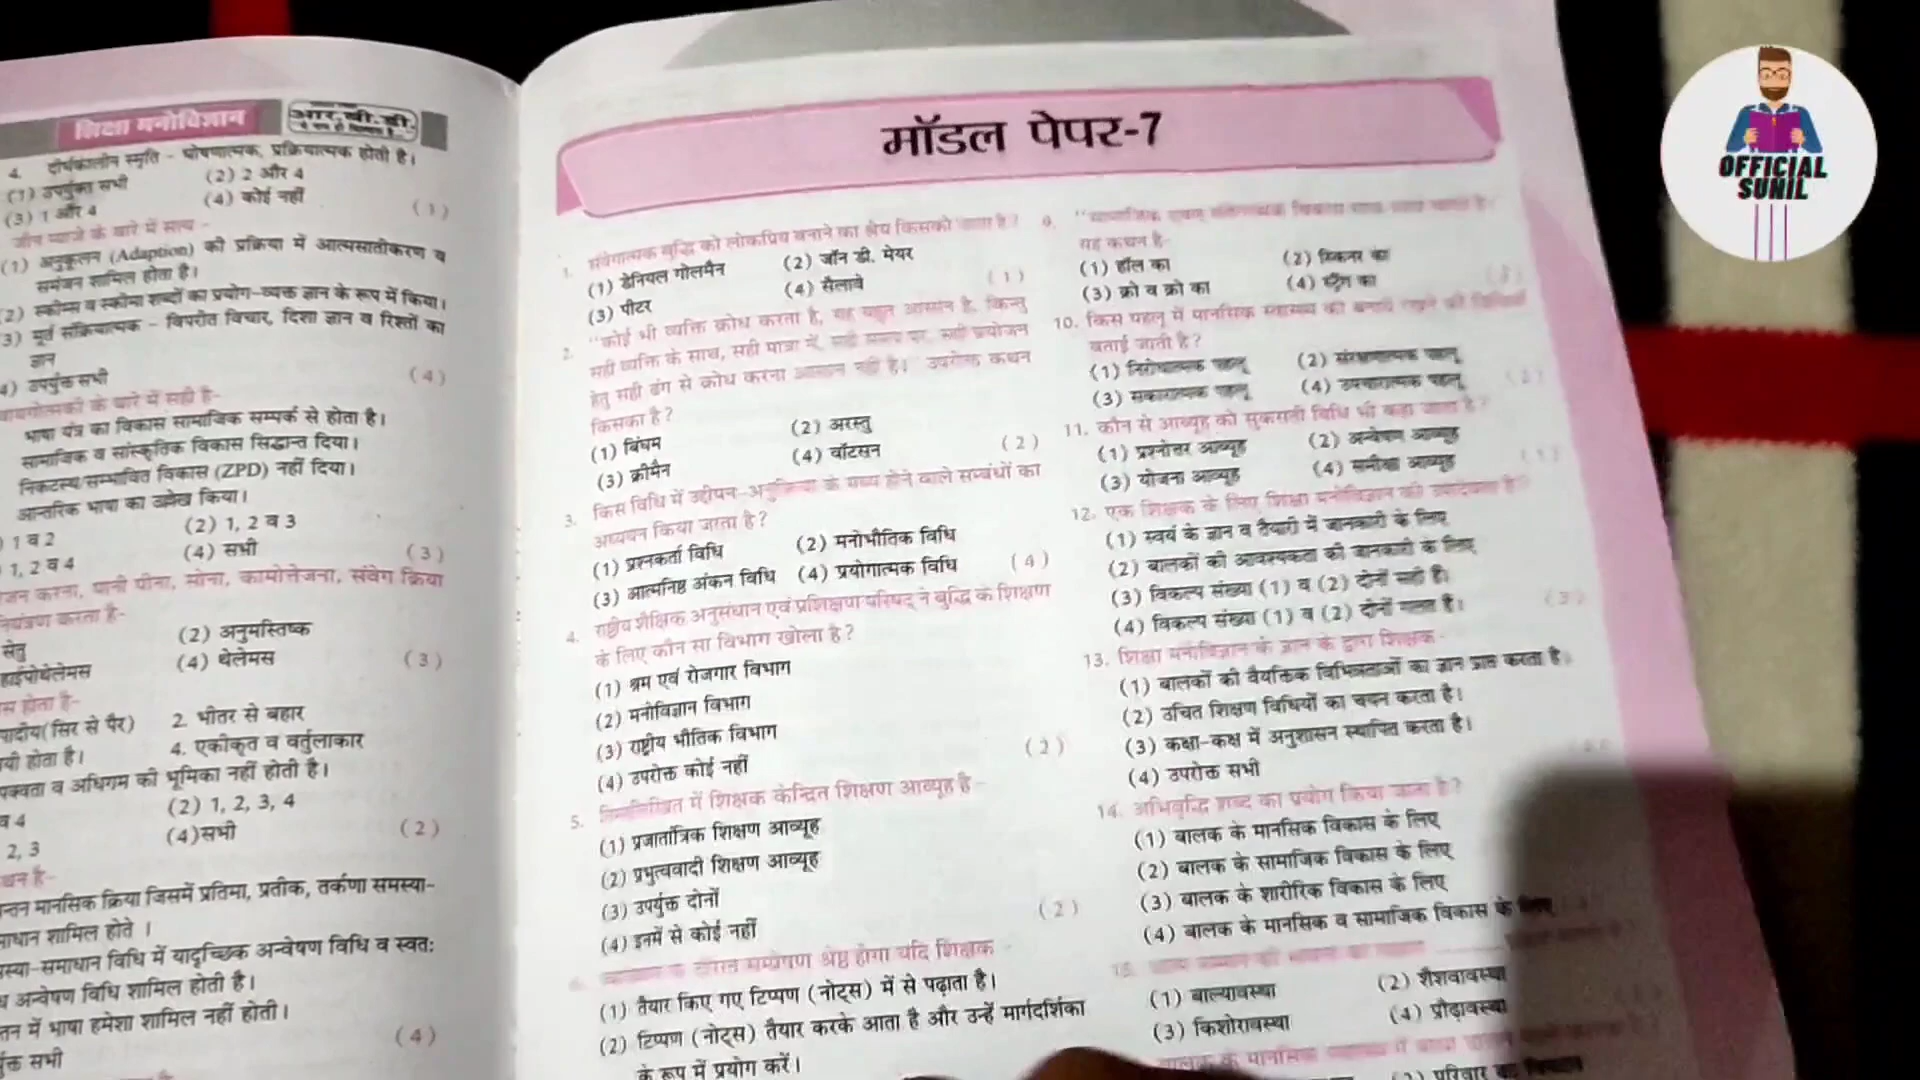 शिक्षा मनोविज्ञान
आर.बी.डी.
4. दीर्घकालीन स्मृति - घोषणात्मक, प्रक्रियात्मक होती है।
(1) उपर्युक्त सभी (2) 2 और 4
(3) 1 और 4 (4) कोई नहीं (1)
जीन प्याजे के बारे में सत्य -
(1) अनुकूलन (Adaption) की प्रक्रिया में आत्मसातीकरण व
समंजन शामिल होता है।
(2) स्कीम्स व स्कीमा शब्दों का प्रयोग-व्यक्त ज्ञान के रूप में किया।
3) मूर्त संक्रियात्मक - विपरीत विचार, दिशा ज्ञान व रिश्तों का
ज्ञान
4) उपर्युक्त सभी (4)
के बारे में सही है-
भाषा यंत्र का विकास सामाजिक सम्पर्क से होता है।
सामाजिक व सांस्कृतिक विकास सिद्धान्त दिया।
निकटस्थ/सम्भावित विकास (ZPD) नहीं दिया।
आन्तरिक भाषा का उल्लेख किया।
) 1 व 2 (2) 1, 2 व 3
1, 2 व 4 (4) सभी (3)
करना, पानी पीना, सोना, कामोत्तेजना, संवेग क्रिया
नियंत्रण करता है-
सेतु (2) अनुमस्तिष्क
हाईपोथेलेमस (4) थेलेमस (3)
होता है-
(सिर से पैर) 2. भीतर से बहार
होता है। 4. एकीकृत व वर्तुलाकार
व अधिगम की भूमिका नहीं होती है।
व 4 (2) 1, 2, 3, 4
2, 3 (4) सभी (2)
है-
मानसिक क्रिया जिसमें प्रतिमा, प्रतीक, तर्कणा समस्या-
शामिल होते ।
समाधान विधि में यादृच्छिक अन्वेषण विधि व स्वतः
अन्वेषण विधि शामिल होती है।
में भाषा हमेशा शामिल नहीं होती।
सभी (4)
मॉडल पेपर-7
1. संवेगात्मक बुद्धि को लोकप्रिय बनाने का श्रेय किसको जाता है?
(1) डेनियल गोलमैन (2) जॉन डी. मेयर
(3) पीटर (4) सैलावे (1)
2. "कोई भी व्यक्ति क्रोध करता है, यह बहुत आसान है, किन्तु
सही व्यक्ति के साथ, सही मात्रा में, सही समय पर, सही प्रयोजन
हेतु सही ढंग से क्रोध करना आसान नहीं है। उपरोक्त कथन
किसका है?
(1) बिंघम (2) अरस्तु
(3) क्रीमैन (4) वॉटसन (2)
3. किस विधि में उद्दीपन-अनुक्रिया के मध्य होने वाले सम्बंधों का
अध्ययन किया जरता है?
(1) प्रश्नकर्ता विधि (2) मनोभौतिक विधि
(3) आत्मनिष्ठ अंकन विधि (4) प्रयोगात्मक विधि (4)
4. राष्ट्रीय शैक्षिक अनुसंधान एवं प्रशिक्षण परिषद् ने बुद्धि के शिक्षण
के लिए कौन सा विभाग खोला है?
(1) श्रम एवं रोजगार विभाग
(2) मनोविज्ञान विभाग
(3) राष्ट्रीय भौतिक विभाग
(4) उपरोक्त कोई नहीं (2)
5. निम्नलिखित में शिक्षक केन्द्रित शिक्षण आव्यूह है -
(1) प्रजातांत्रिक शिक्षण आव्यूह
(2) प्रभुत्ववादी शिक्षण आव्यूह
(3) उपर्युक्त दोनों
(4) इनमें से कोई नहीं (2)
सम्प्रेषण श्रेष्ठ होगा यदि शिक्षक -
(1) तैयार किए गए टिप्पण (नोट्स) में से पढ़ाता है।
(2) टिप्पण (नोट्स) तैयार करके आता है और उन्हें मार्गदर्शिका
के रूप में प्रयोग करें।
9.
यह कथन है-
(1) हॉल का (2) स्किनर का
(3) क्रो व क्रो का (4) स्ट्रैंग का
10. किस पहलू में मानसिक स्वास्थ्य को बनाये रखने की विधियाँ
बताई जाती है?
(1) निरोधात्मक पहलू (2) संरक्षणात्मक पहलू
(3) सकारात्मक पहलू (4) उपचारात्मक पहलू
11. कौन से आव्यूह को सुकराती विधि भी कहा जाता है?
(1) प्रश्नोत्तर आव्यूह (2) अन्वेषण आव्यूह
(3) योजना आव्यूह (4) समीक्षा आव्यूह (1)
12. एक शिक्षक के लिए शिक्षा मनोविज्ञान की उपादेयता है?
(1) स्वयं के ज्ञान व तैयारी में जानकारी के लिए
(2) बालकों की आवश्यकता की जानकारी के लिए
(3) विकल्प संख्या (1) व (2) दोनों सही है।
(4) विकल्प संख्या (1) व (2) दोनों गलत है। (3)
13. शिक्षा मनोविज्ञान के ज्ञान के द्वारा शिक्षक -
(1) बालकों की वैयक्तिक विभिन्नताओं का ज्ञान प्राप्त करता है।
(2) उचित शिक्षण विधियों का चयन करता है।
(3) कक्षा-कक्ष में अनुशासन स्थापित करता है।
(4) उपरोक्त सभी
14. अभिवृद्धि शब्द का प्रयोग किया जाता है?
(1) बालक के मानसिक विकास के लिए
(2) बालक के सामाजिक विकास के लिए
(3) बालक के शारीरिक विकास के लिए
(4) बालक के मानसिक व सामाजिक विकास के लिए
15.
(1) बाल्यावस्था (2) शैशवावस्था
(3) किशोरावस्था (4) प्रौढ़ावस्था
बालक के मानसिक
(2) परिवार का
OFFICIAL
SUNIL